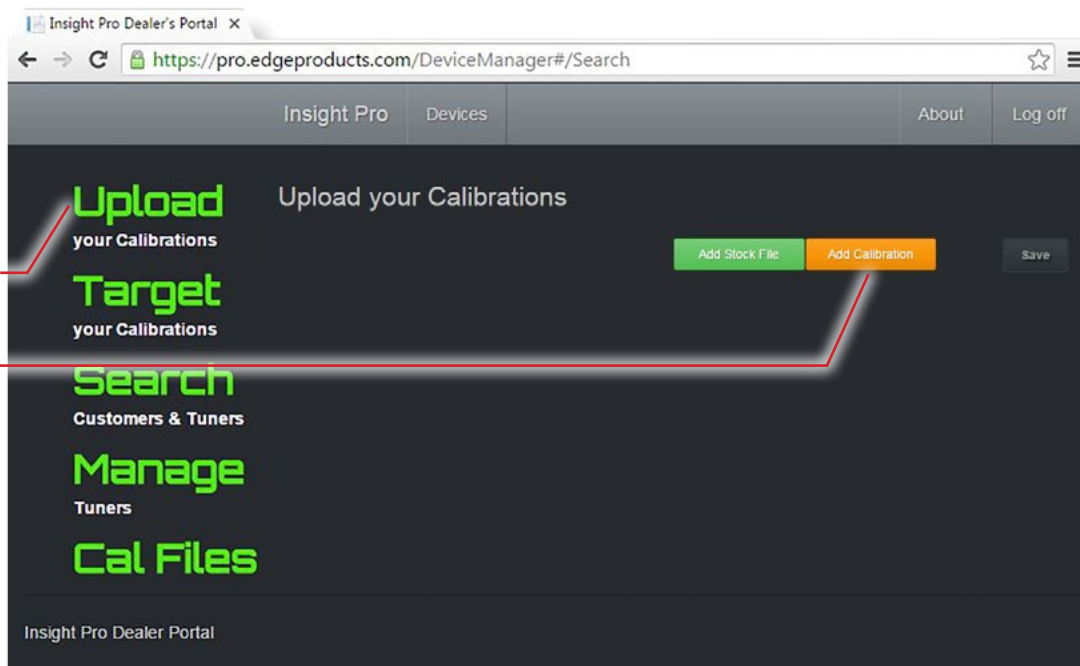 Insight Pro Dealer's Portal
https://pro.edgeproducts.com/DeviceManager#/Search
Insight Pro Devices About Log off
Upload
your Calibrations
Target
your Calibrations
Search
Customers & Tuners
Manage
Tuners
Cal Files
Upload your Calibrations
Add Stock File Add Calibration Save
Insight Pro Dealer Portal